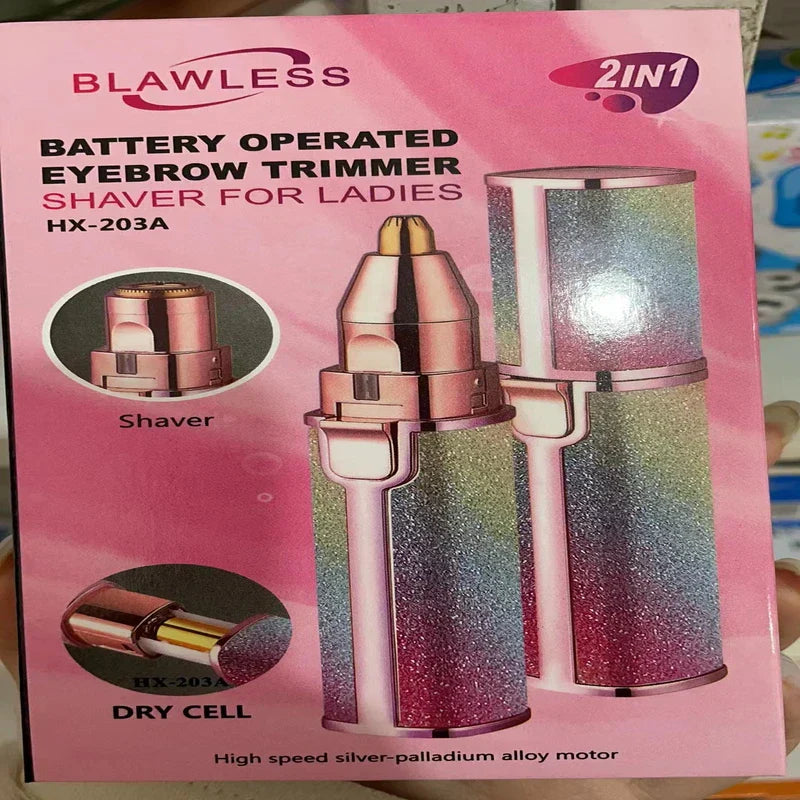 BLAWLESS
2IN1
BATTERY OPERATED
EYEBROW TRIMMER
SHAVER FOR LADIES
HX-203A
Shaver
HX-203A
DRY CELL
High speed silver-palladium alloy motor